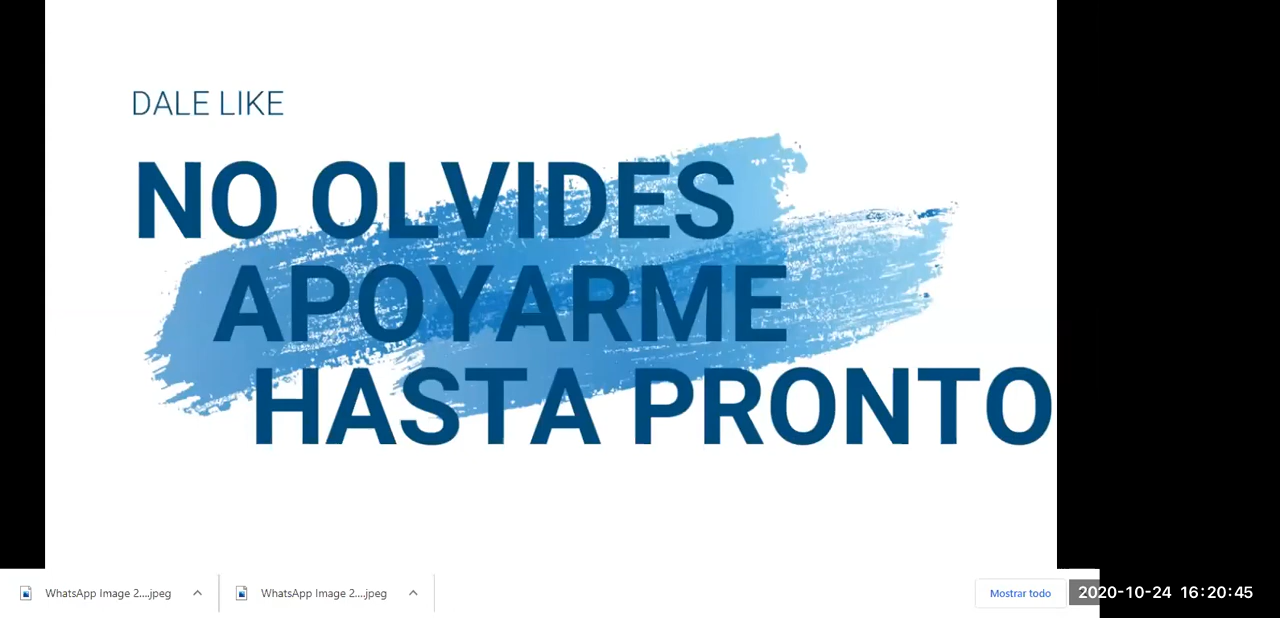 DALE LIKE
NO OLVIDES
APOYARME
HASTA PRONTO
WhatsApp Image 2....jpeg
WhatsApp Image 2....jpeg
Mostrar todo
2020-10-24 16:20:45